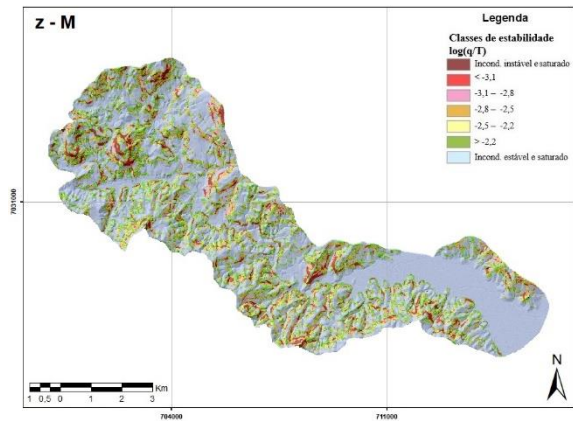 z - M
Legenda
Classes de estabilidade
log(q/T)
Incond. instável e saturado
< -3,1
-3,1 – -2,8
-2,8 – -2,5
-2,5 – -2,2
> -2,2
Incond. estável e saturado
7031000
7031000
N
Km
1 0,5 0 1 2 3
704000
711000